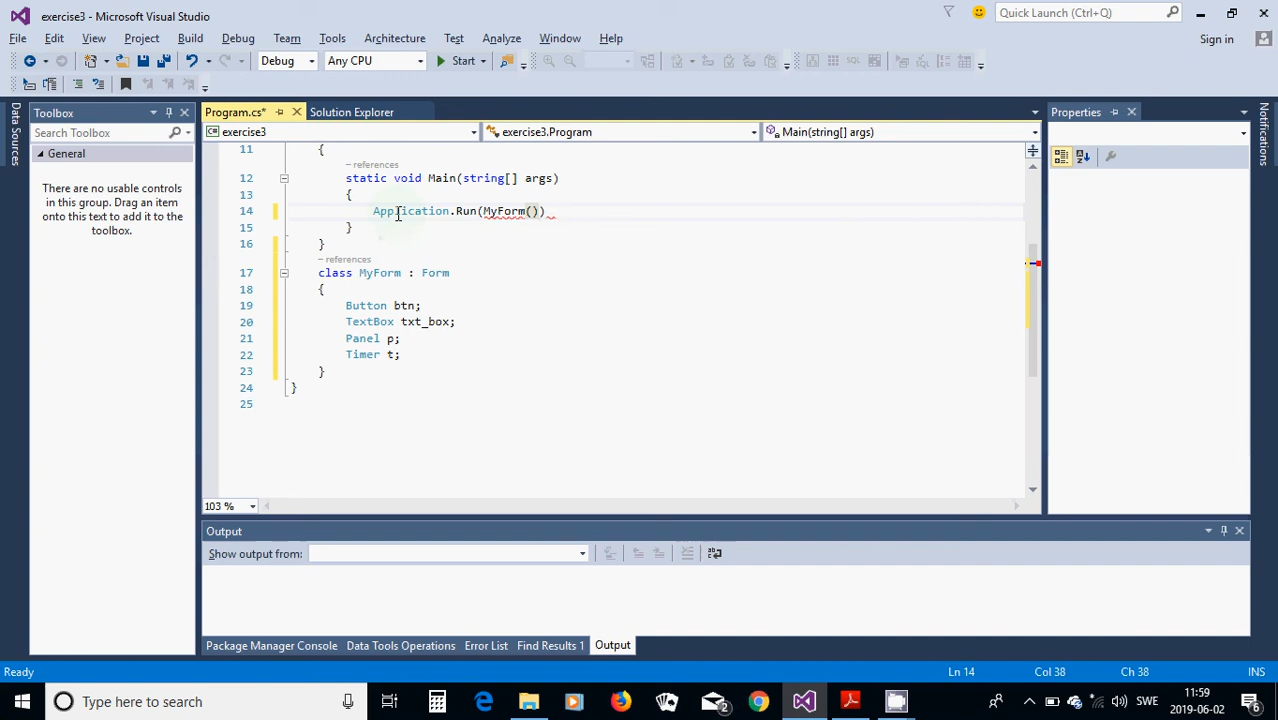 exercise3 - Microsoft Visual Studio
Quick Launch (Ctrl+Q)
File Edit View Project Build Debug Team Tools Architecture Test Analyze Window Help
Sign in
Debug Any CPU Start
Data Sources
Toolbox
Search Toolbox
General
There are no usable controls
in this group. Drag an item
onto this text to add it to the
toolbox.
Program.cs* Solution Explorer
exercise3 exercise3.Program Main(string[] args)
11 {
– references
12 static void Main(string[] args)
13 {
14 Application.Run(MyForm())
15 }
16 }
– references
17 class MyForm : Form
18 {
19 Button btn;
20 TextBox txt_box;
21 Panel p;
22 Timer t;
23 }
24 }
25
103 %
Properties
Notifications
Output
Show output from:
Package Manager Console Data Tools Operations Error List Find Results 1 Output
Ready Ln 14 Col 38 Ch 38 INS
Type here to search
2
SWE
11:59
2019-06-02
6